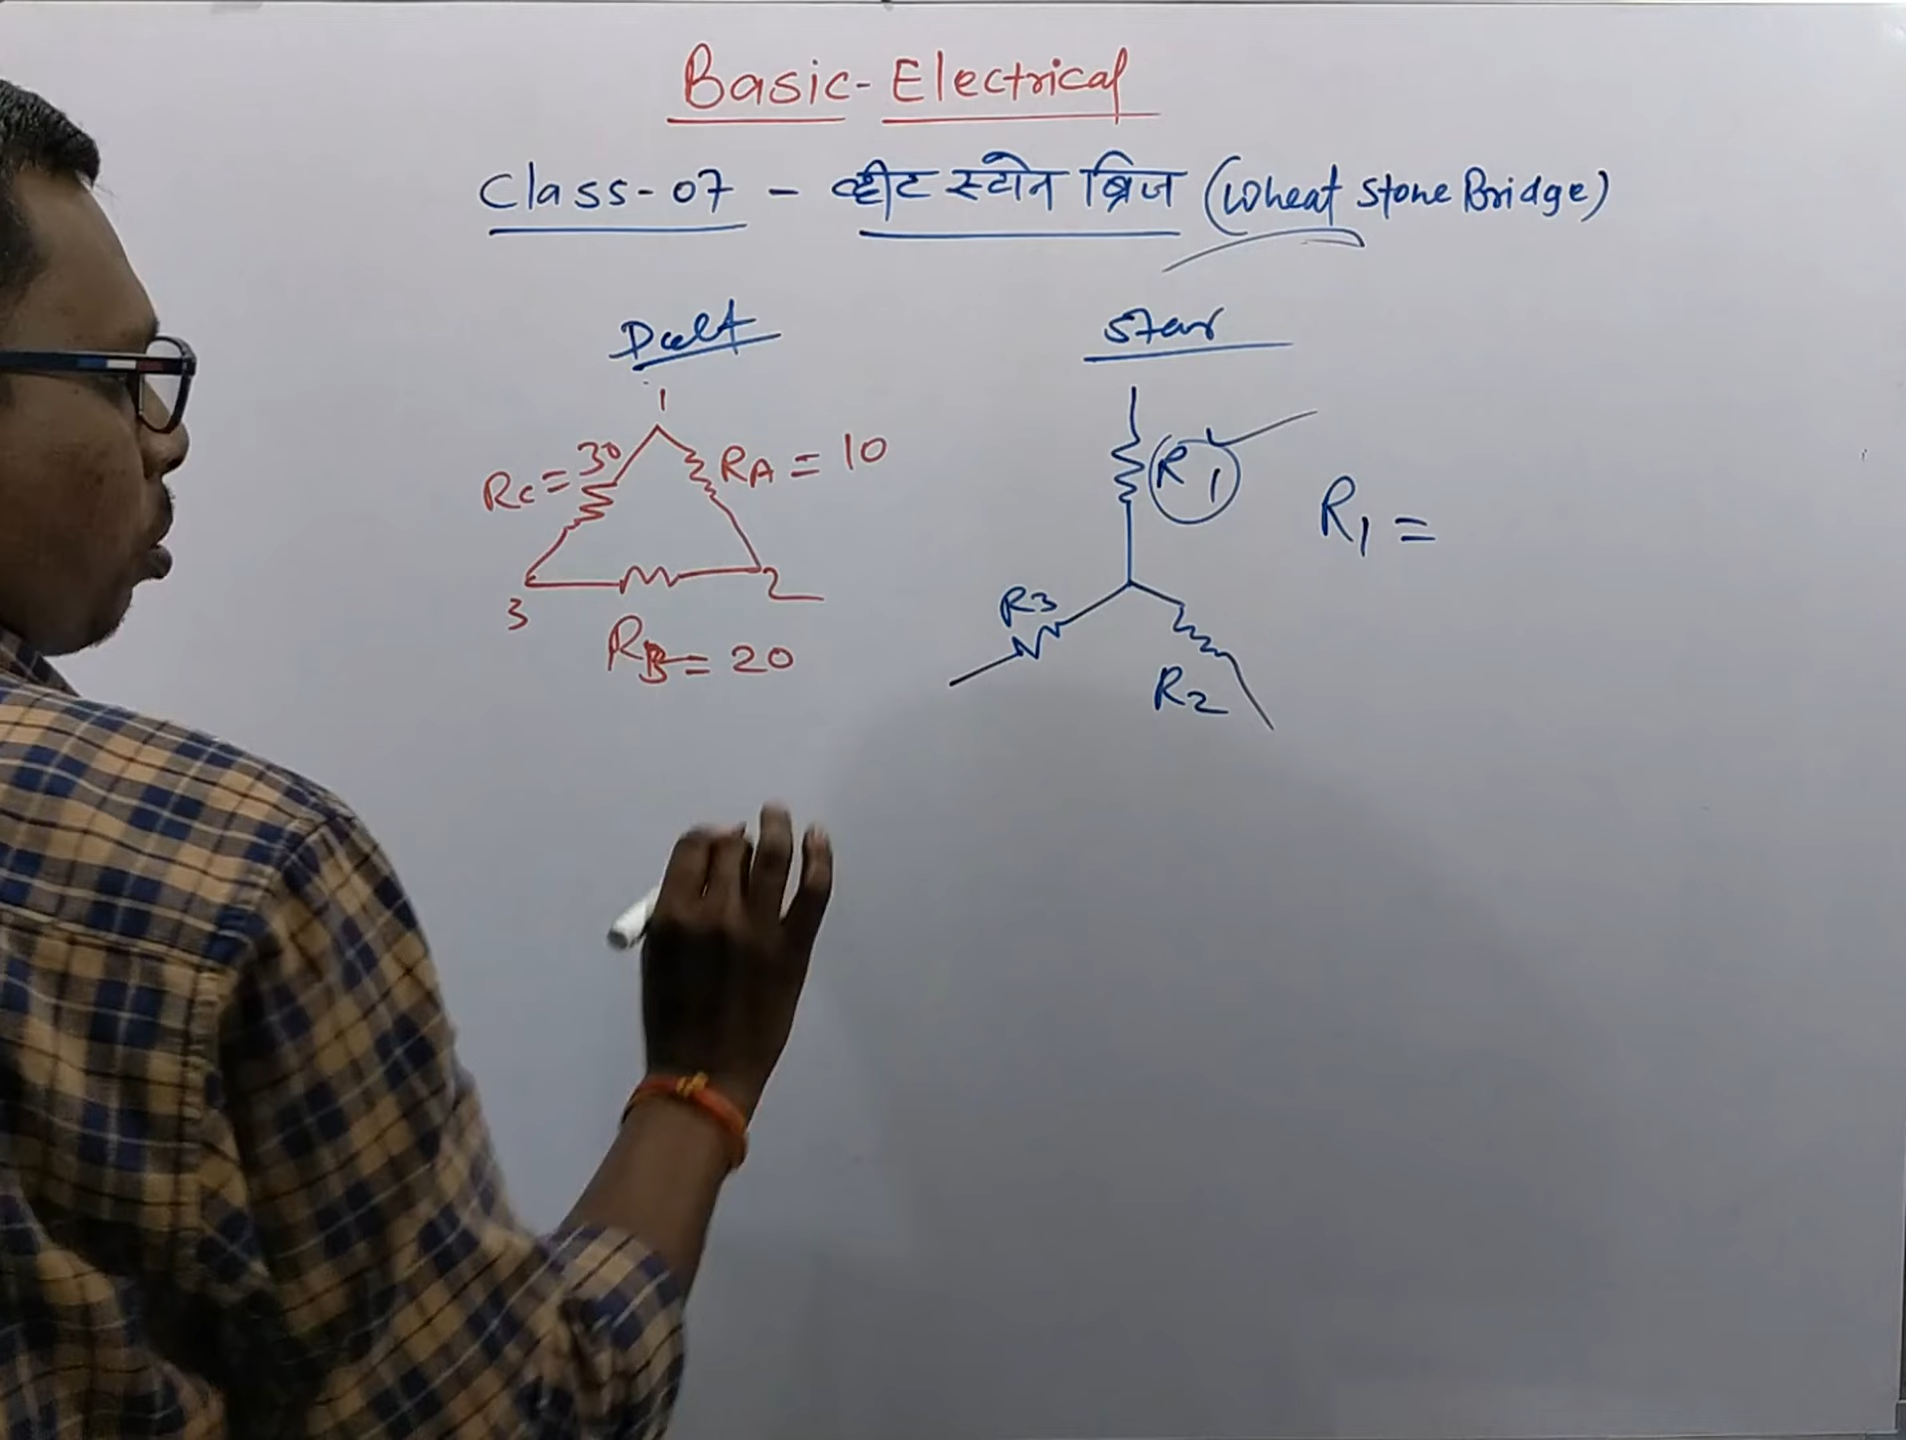 Basic-Electrical
Class-07 - व्हीट स्टोन ब्रिज (Wheat Stone Bridge)
Delt
Star
1
RC = 30
RA = 10
R1
R1 =
3
2
RB = 20
R3
R2